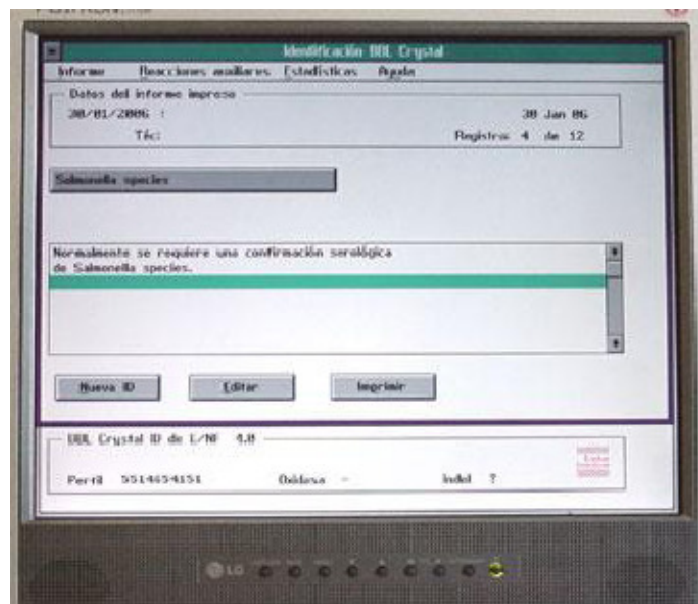 Identificación BBL Crystal
Informe Reacciones auxiliares Estadísticas Ayuda
Datos del informe impreso
30/01/2006 : 30 Jan 06
Téc: Registro: 4 de 12
Salmonella species
Normalmente se requiere una confirmación serológica
de Salmonella species.
Nueva ID Editar Imprimir
BBL Crystal ID de E/NF 4.0
Perfil 5514654151 Oxidasa - Indol ?
LG